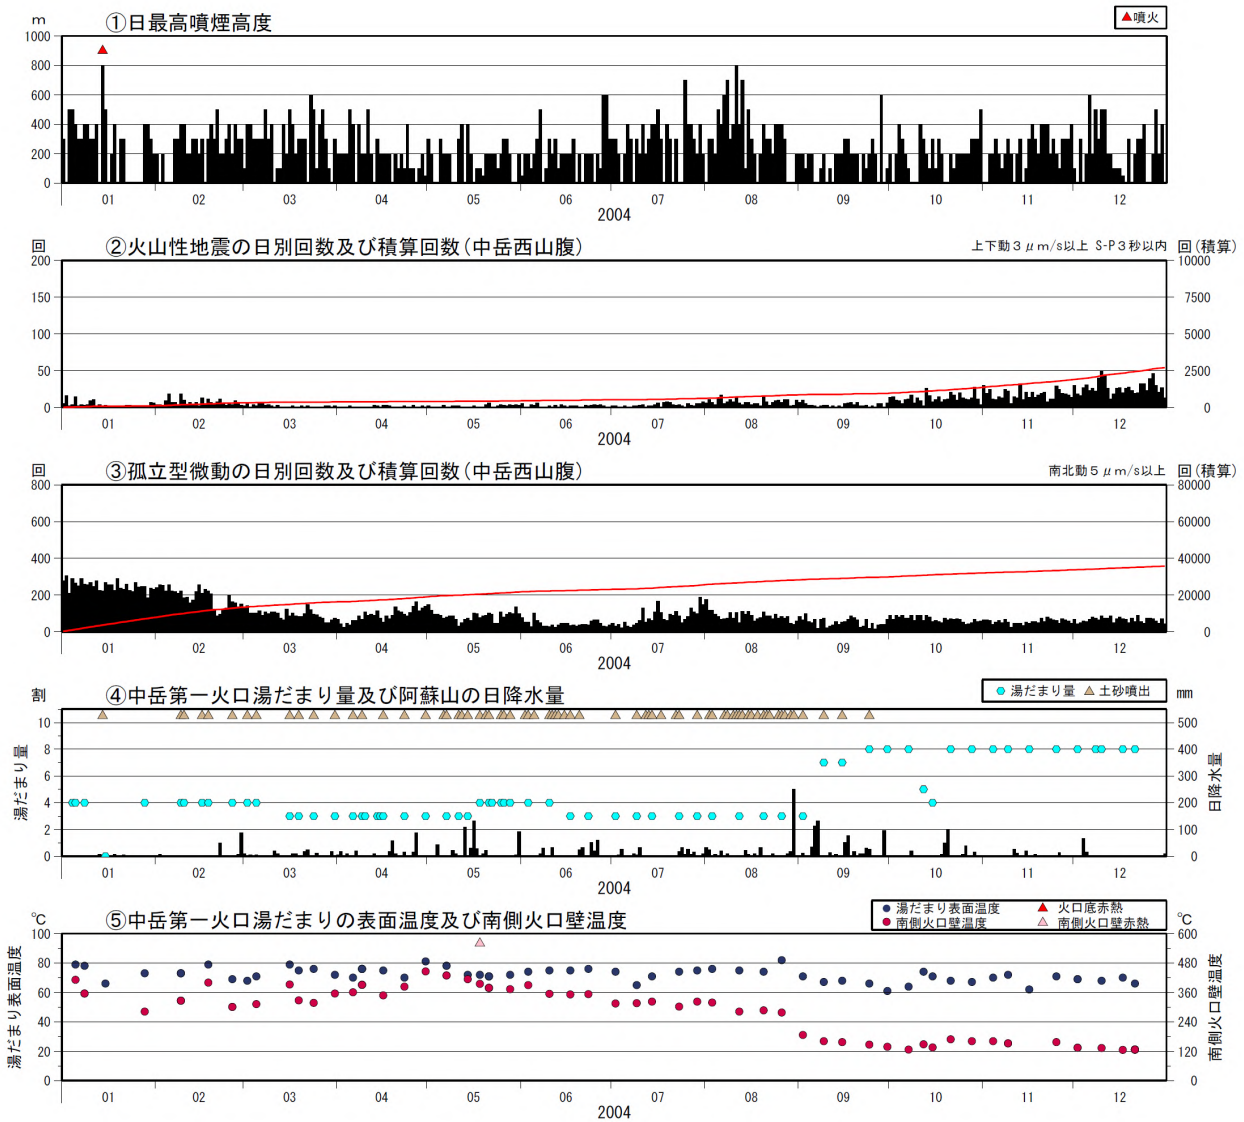 m ①日最高噴煙高度 ▲噴火
1000
800
600
400
200
0
01 02 03 04 05 06 07 08 09 10 11 12
2004
回 ②火山性地震の日別回数及び積算回数(中岳西山腹) 上下動3μm/s以上 S-P3秒以内 回(積算)
200 10000
150 7500
100 5000
50 2500
0 0
01 02 03 04 05 06 07 08 09 10 11 12
2004
回 ③孤立型微動の日別回数及び積算回数(中岳西山腹) 南北動5μm/s以上 回(積算)
800 80000
600 60000
400 40000
200 20000
0 0
01 02 03 04 05 06 07 08 09 10 11 12
2004
割 ④中岳第一火口湯だまり量及び阿蘇山の日降水量 湯だまり量 土砂噴出 mm
湯だまり量
日降水量
10 500
8 400
6 300
4 200
2 100
0 0
01 02 03 04 05 06 07 08 09 10 11 12
2004
℃ ⑤中岳第一火口湯だまりの表面温度及び南側火口壁温度 ℃
湯だまり表面温度 火口底赤熱
南側火口壁温度 南側火口壁赤熱
湯だまり表面温度
南側火口壁温度
100 600
80 480
60 360
40 240
20 120
0 0
01 02 03 04 05 06 07 08 09 10 11 12
2004